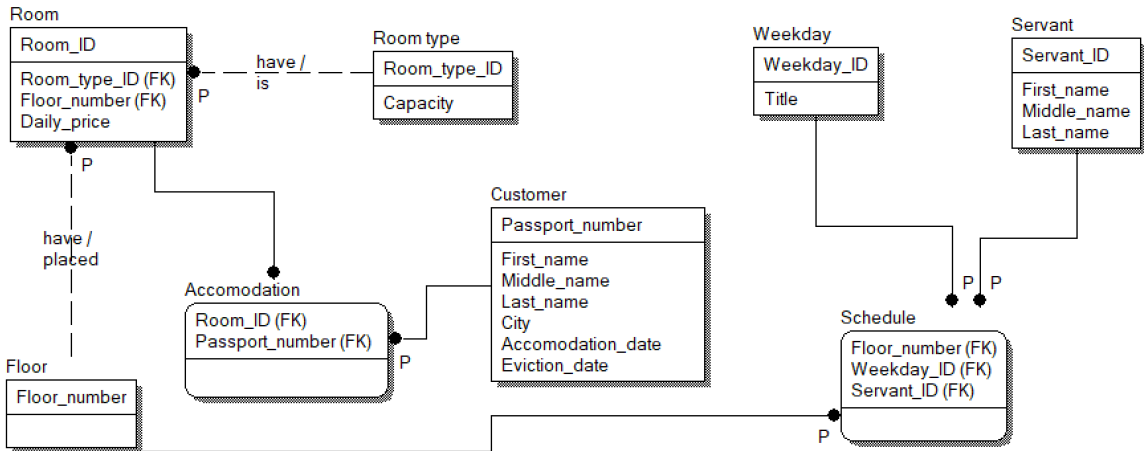 Room
Room_ID
Room_type_ID (FK)
Floor_number (FK)
Daily_price
P
have /
is
Room type
Room_type_ID
Capacity
Weekday
Weekday_ID
Title
Servant
Servant_ID
First_name
Middle_name
Last_name
P
have /
placed
Customer
Passport_number
First_name
Middle_name
Last_name
City
Accomodation_date
Eviction_date
Accomodation
Room_ID (FK)
Passport_number (FK)
P
P
P
Schedule
Floor_number (FK)
Weekday_ID (FK)
Servant_ID (FK)
P
Floor
Floor_number